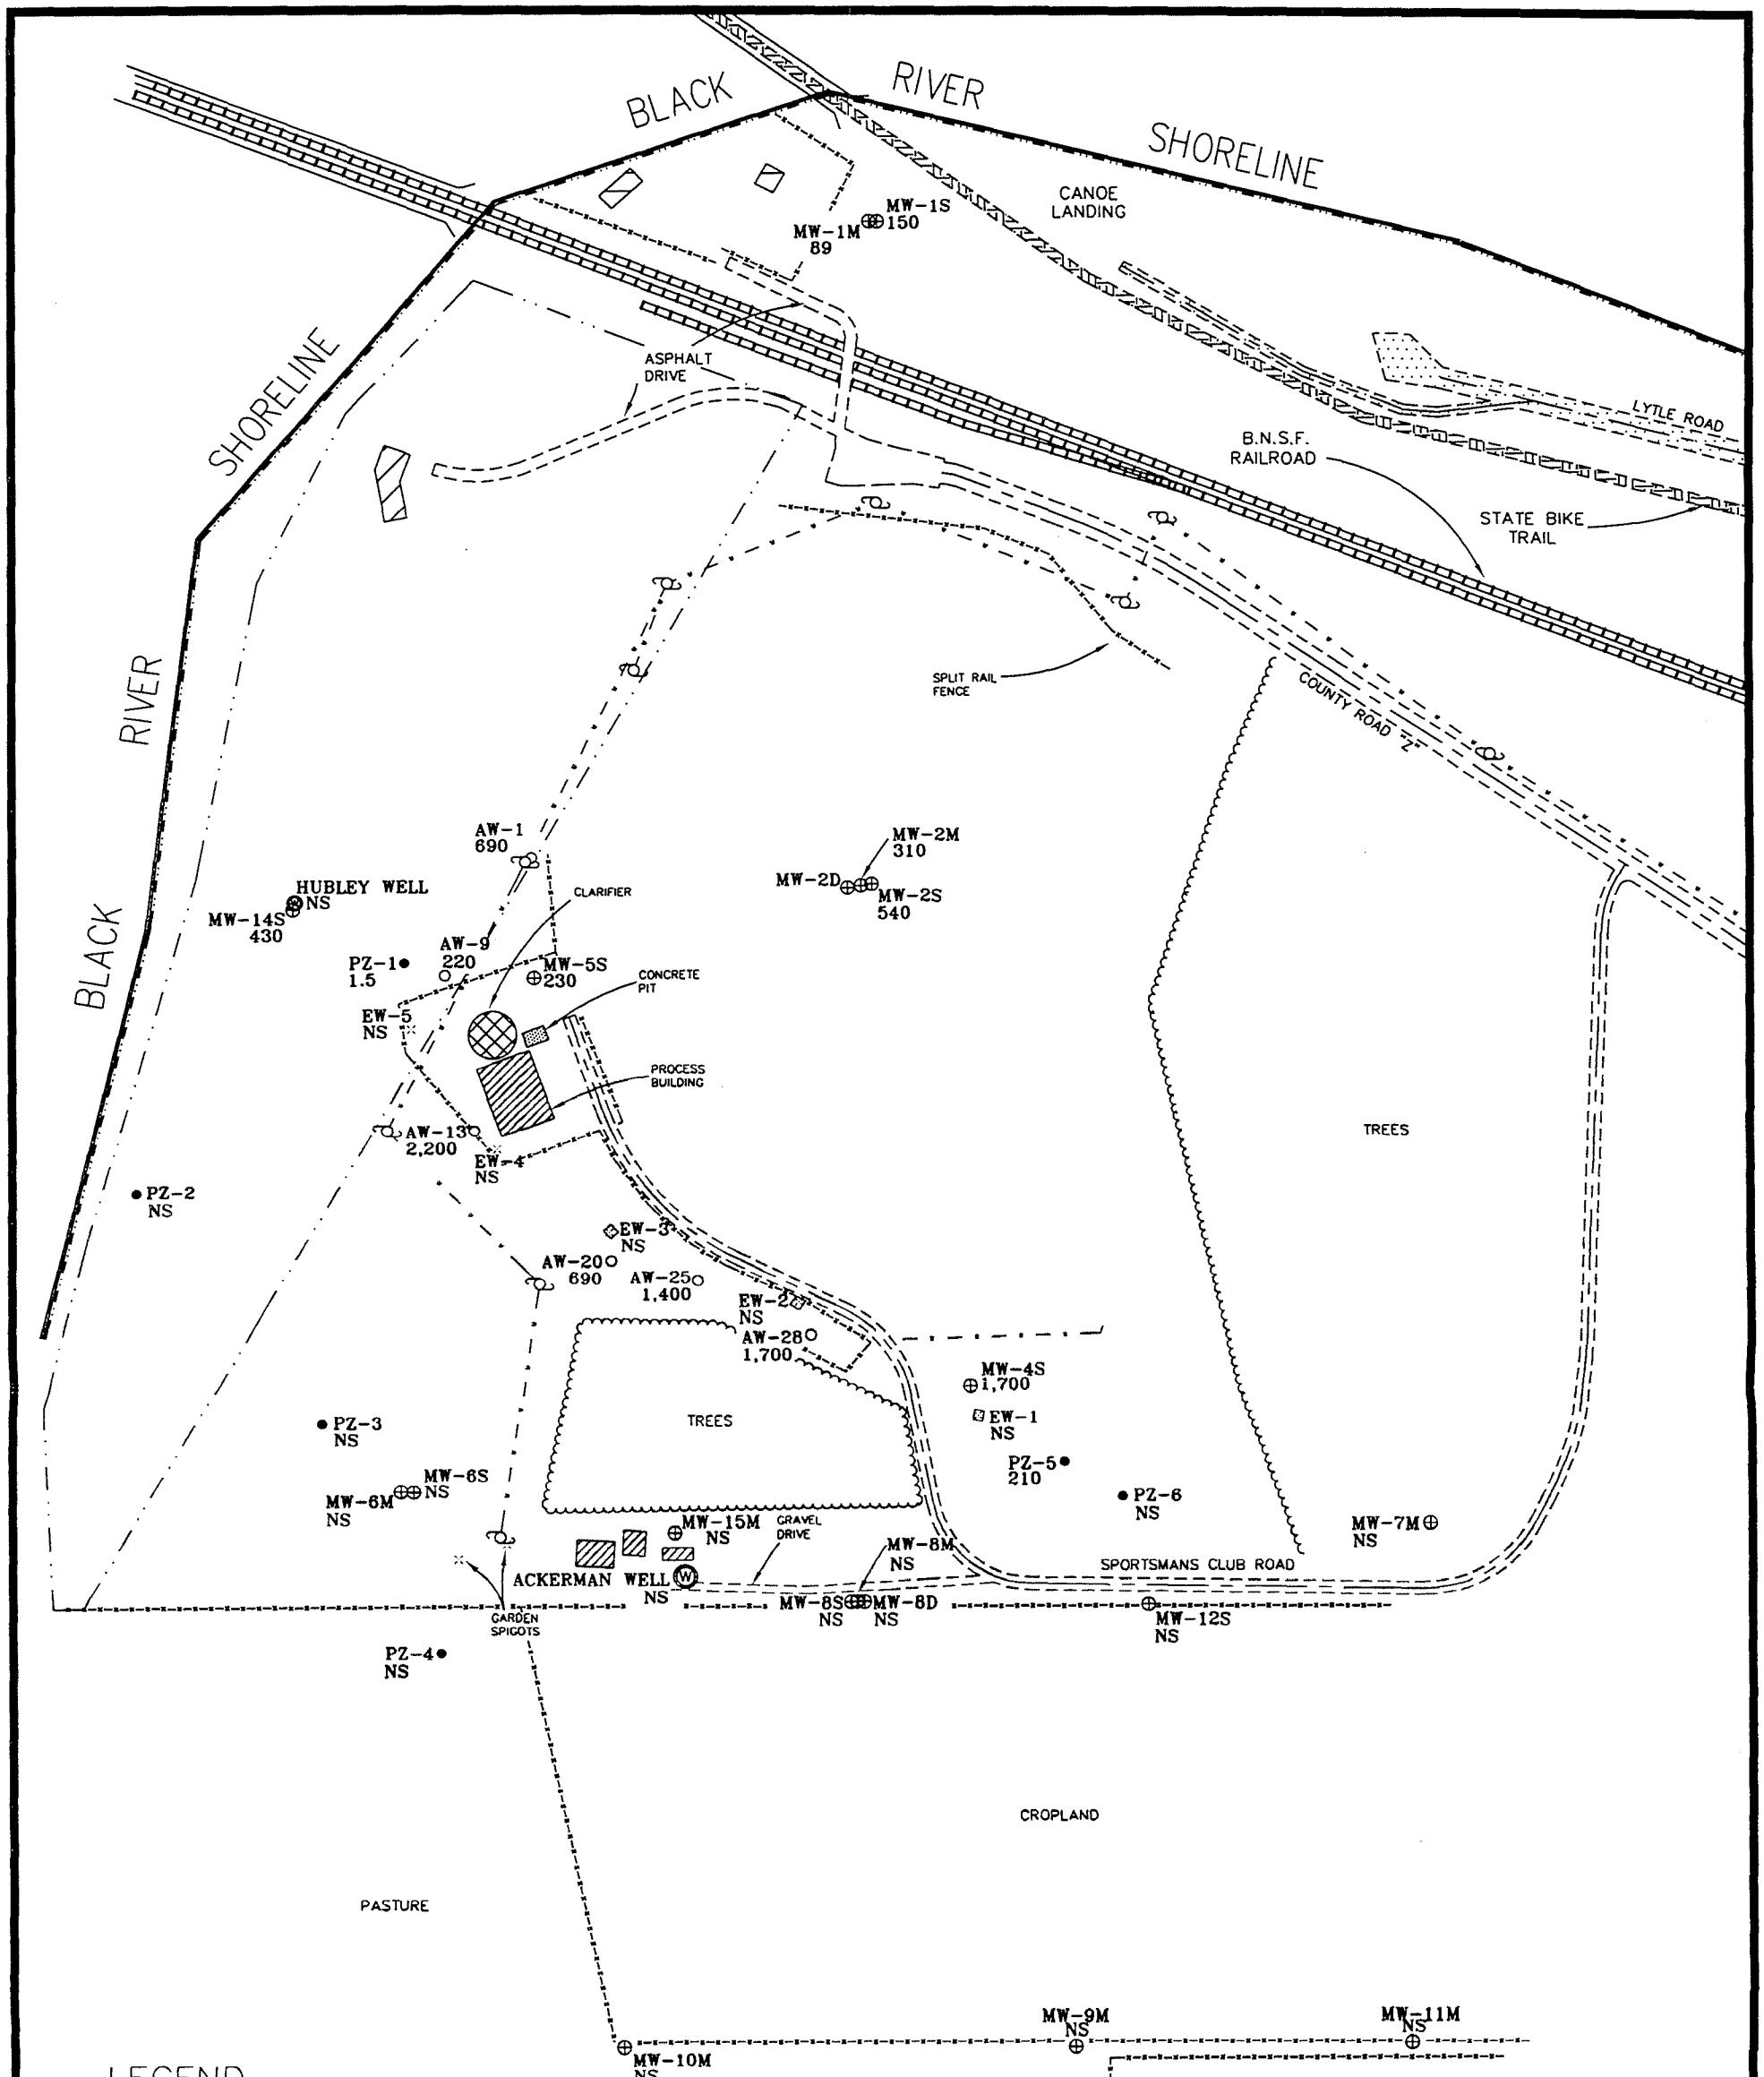 BLACK
RIVER
SHORELINE
CANOE
LANDING
MW-1S
150
MW-1M
89
SHORELINE
ASPHALT
DRIVE
LYTLE ROAD
B.N.S.F.
RAILROAD
STATE BIKE
TRAIL
RIVER
SPLIT RAIL
FENCE
COUNTY ROAD "Z"
AW-1
690
MW-2M
310
MW-2D
MW-2S
540
CLARIFIER
HUBLEY WELL
NS
MW-14S
430
BLACK
AW-9
220
PZ-1
1.5
MW-5S
230
CONCRETE
PIT
EW-5
NS
PROCESS
BUILDING
TREES
AW-13
2,200
EW-4
NS
PZ-2
NS
EW-3
NS
AW-20
690
AW-25
1,400
EW-2
NS
AW-28
1,700
MW-4S
1,700
EW-1
NS
TREES
PZ-3
NS
PZ-5
210
PZ-6
NS
MW-6S
NS
MW-6M
NS
MW-15M
NS
GRAVEL
DRIVE
MW-7M
NS
MW-8M
NS
SPORTSMANS CLUB ROAD
ACKERMAN WELL
W
NS
MW-8S
NS
MW-8D
NS
MW-12S
NS
GARDEN
SPIGOTS
PZ-4
NS
CROPLAND
PASTURE
MW-9M
NS
MW-11M
NS
MW-10M
NS
LEGEND